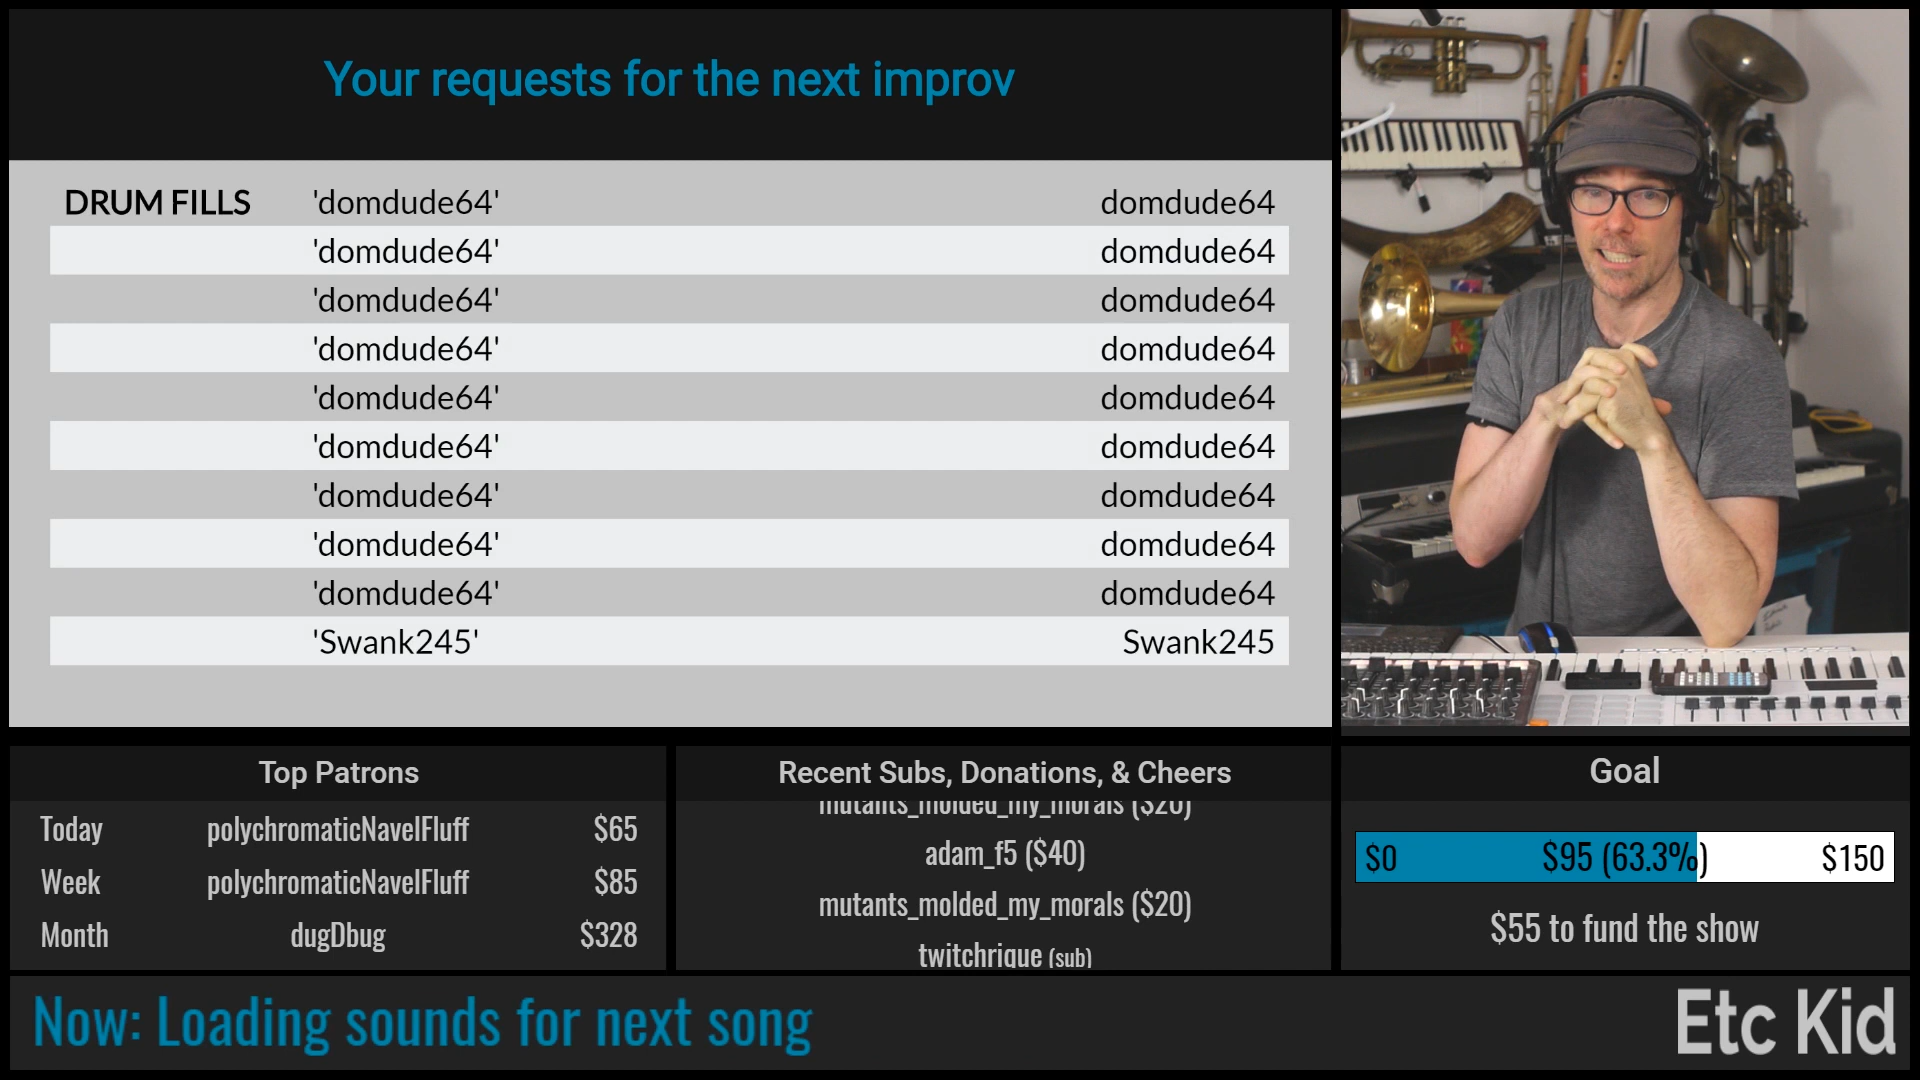 Your requests for the next improv
DRUM FILLS 'domdude64' domdude64
'domdude64' domdude64
'domdude64' domdude64
'domdude64' domdude64
'domdude64' domdude64
'domdude64' domdude64
'domdude64' domdude64
'domdude64' domdude64
'domdude64' domdude64
'Swank245' Swank245
Top Patrons
Today polychromaticNavelFluff $65
Week polychromaticNavelFluff $85
Month dugDbug $328
Recent Subs, Donations, & Cheers
mutants_molded_my_morals ($20)
adam_f5 ($40)
mutants_molded_my_morals ($20)
twitchrique (sub)
Goal
$0 $95 (63.3%) $150
$55 to fund the show
Now: Loading sounds for next song
Etc Kid